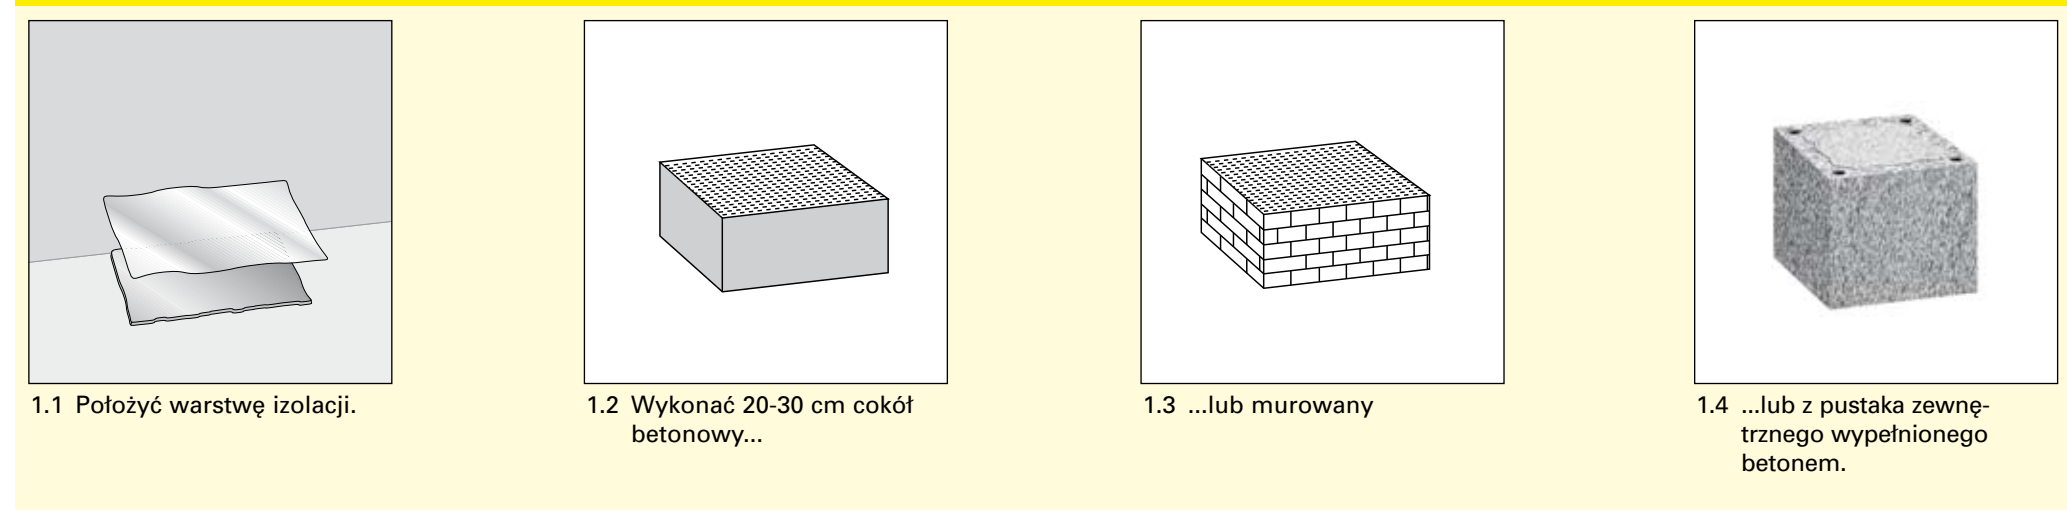 1.1 Położyć warstwę izolacji.
1.2 Wykonać 20-30 cm cokół
betonowy...
1.3 ...lub murowany
1.4 ...lub z pustaka zewnę-
trznego wypełnionego
betonem.